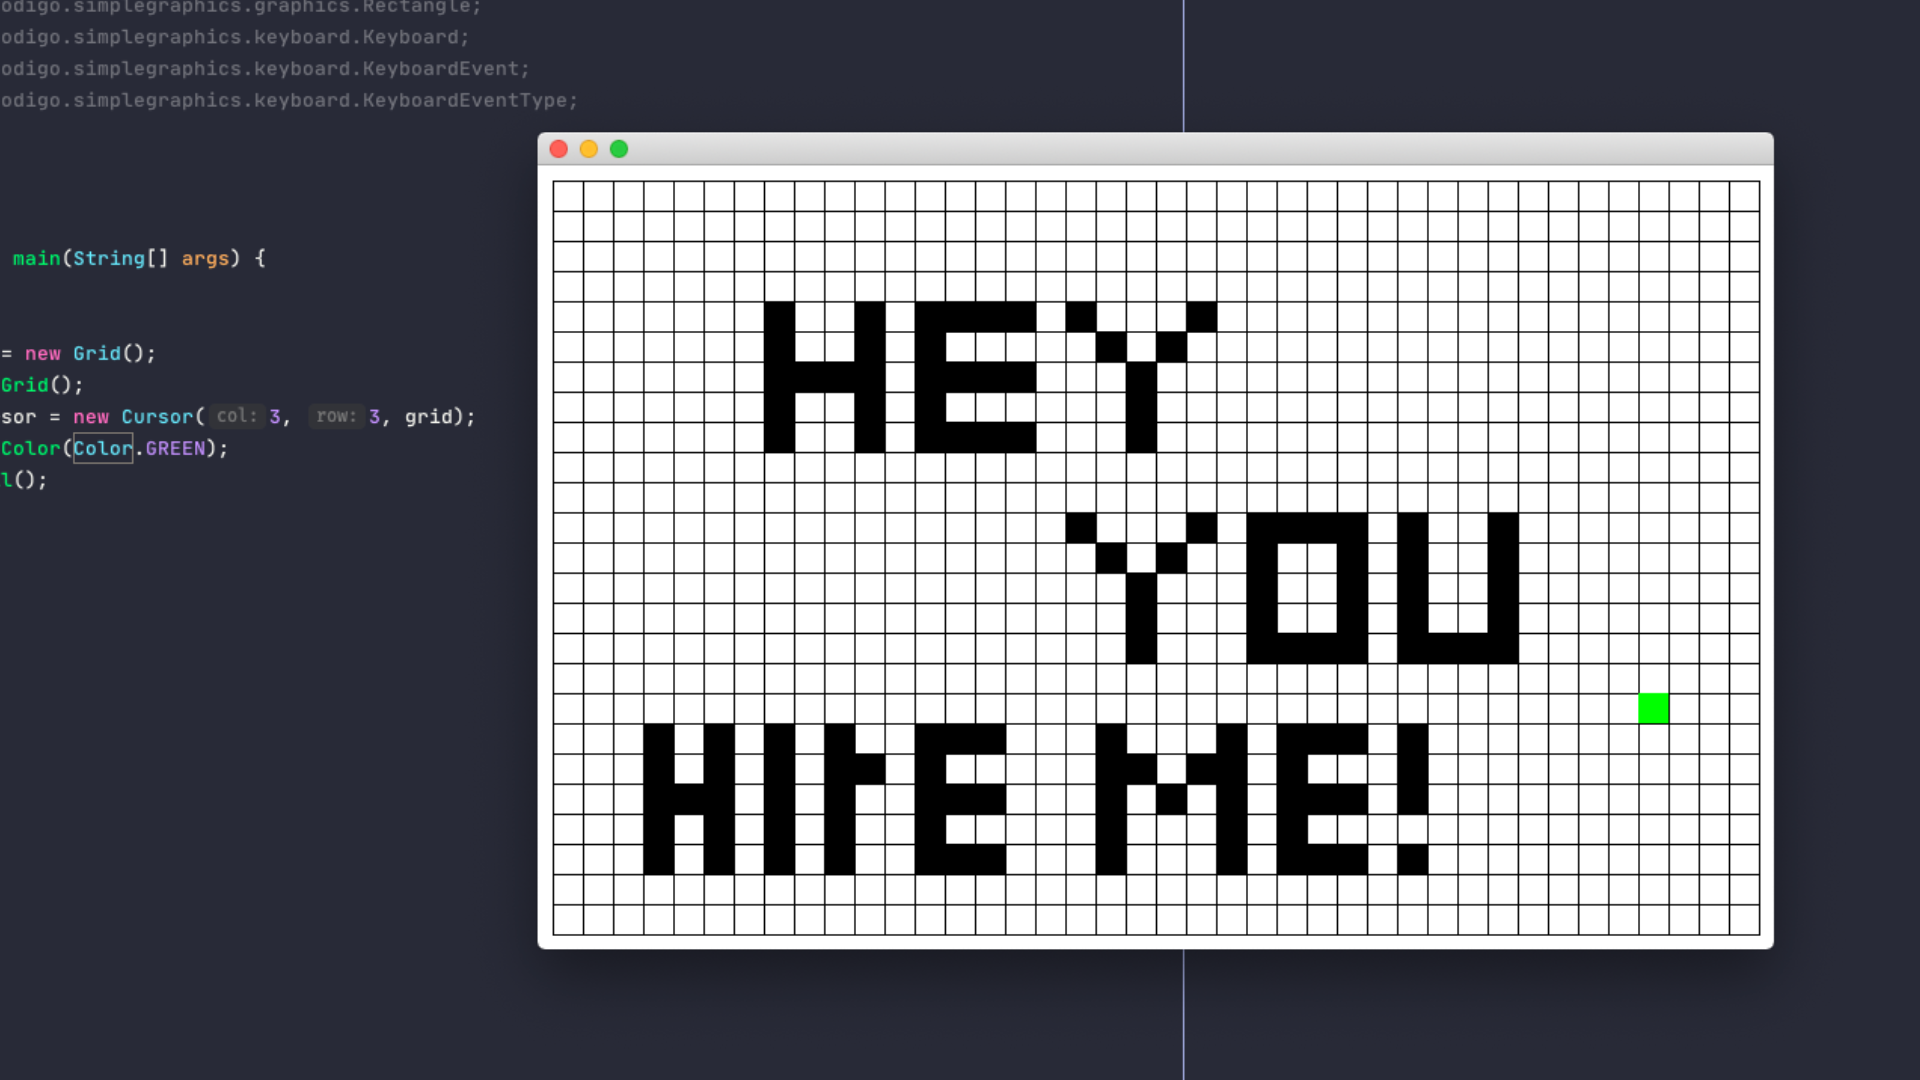 odigo.simplegraphics.graphics.Rectangle;
odigo.simplegraphics.keyboard.Keyboard;
odigo.simplegraphics.keyboard.KeyboardEvent;
odigo.simplegraphics.keyboard.KeyboardEventType;
main(String[] args) {
= new Grid();
Grid();
sor = new Cursor( col: 3, row: 3, grid);
Color(Color.GREEN);
l();
HEY
YOU
HIrE ME!